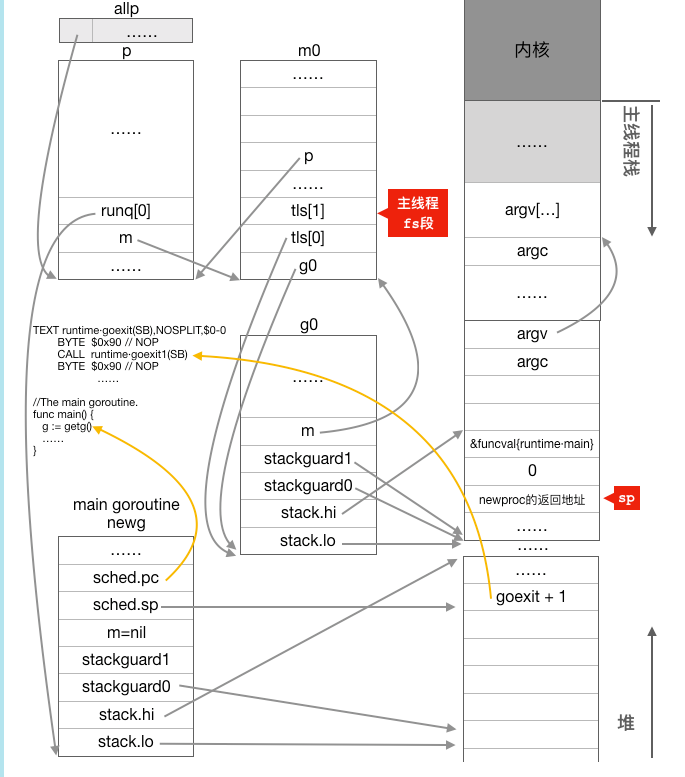 allp
……
p
……
runq[0]
m
……
m0
……
p
……
tls[1]
tls[0]
g0
主线程
fs段
内核
……
argv[…]
argc
……
argv
argc
&funcval{runtime·main}
0
newproc的返回地址
……
……
主线程栈
sp
TEXT runtime·goexit(SB),NOSPLIT,$0-0
BYTE $0x90 // NOP
CALL runtime·goexit1(SB)
BYTE $0x90 // NOP
……
//The main goroutine.
func main() {
g := getg()
……
}
g0
……
m
stackguard1
stackguard0
stack.hi
stack.lo
main goroutine
newg
……
sched.pc
sched.sp
m=nil
stackguard1
stackguard0
stack.hi
stack.lo
……
goexit + 1
堆